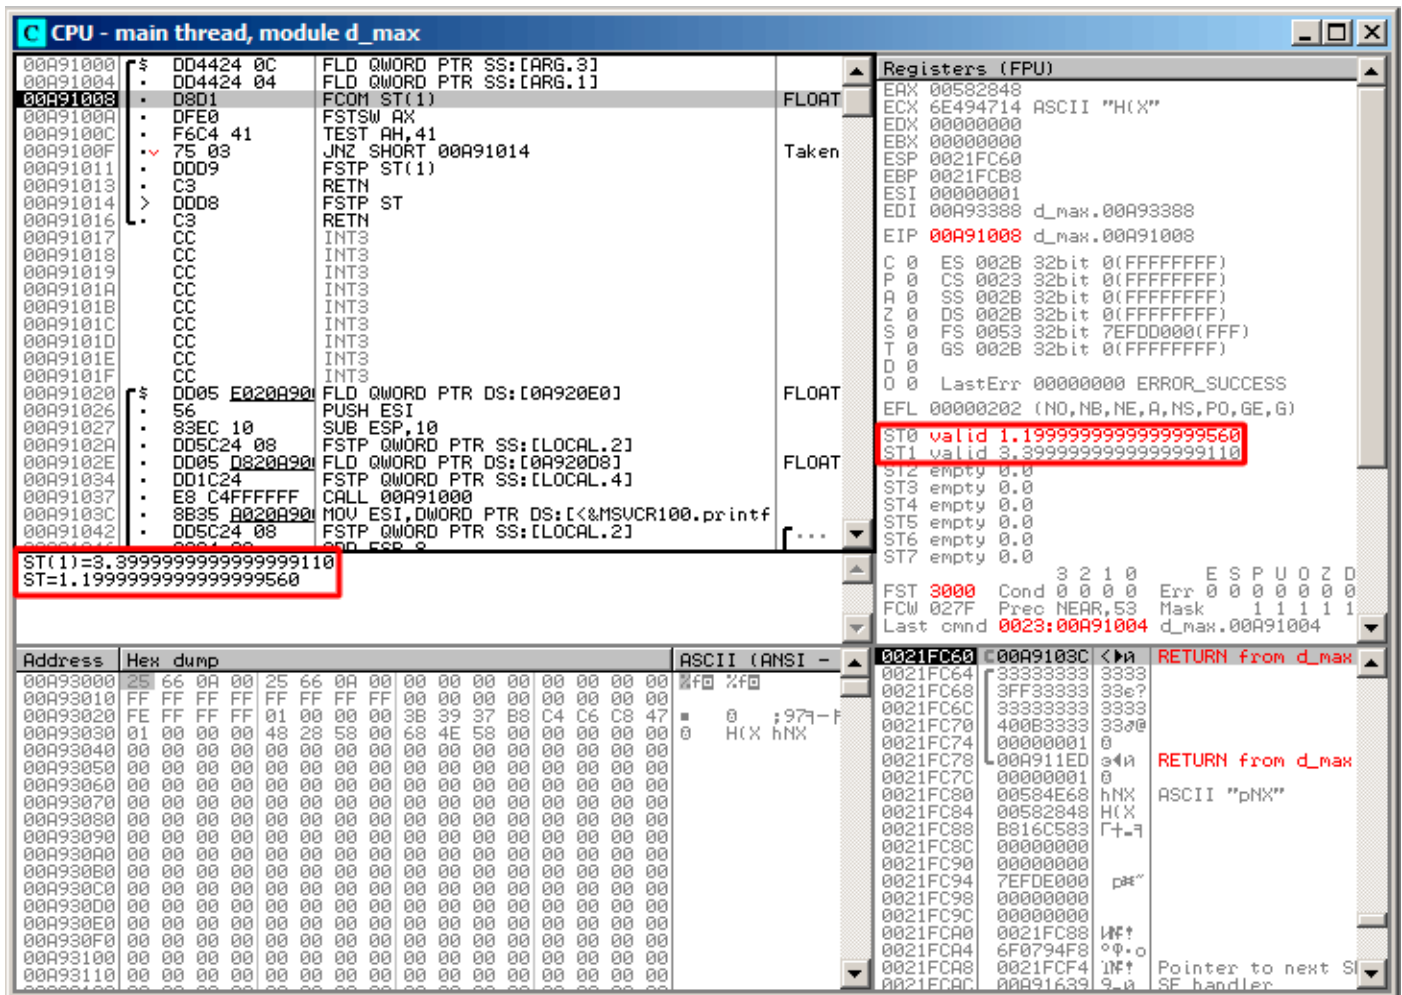 C CPU - main thread, module d_max
00A91000 $ DD4424 0C FLD QWORD PTR SS:[ARG.3]
00A91004 · DD4424 04 FLD QWORD PTR SS:[ARG.1]
00A91008 · D8D1 FCOM ST(1) FLOAT
00A9100A · DFE0 FSTSW AX
00A9100C · F6C4 41 TEST AH,41
00A9100F · 75 03 JNZ SHORT 00A91014 Taken
00A91011 · DDD9 FSTP ST(1)
00A91013 · C3 RETN
00A91014 > DDD8 FSTP ST
00A91016 · C3 RETN
00A91017 CC INT3
00A91018 CC INT3
00A91019 CC INT3
00A9101A CC INT3
00A9101B CC INT3
00A9101C CC INT3
00A9101D CC INT3
00A9101E CC INT3
00A9101F CC INT3
00A91020 $ DD05 E020A90 FLD QWORD PTR DS:[0A920E0] FLOAT
00A91026 · 56 PUSH ESI
00A91027 · 83EC 10 SUB ESP,10
00A9102A · DD5C24 08 FSTP QWORD PTR SS:[LOCAL.2]
00A9102E · DD05 D820A90 FLD QWORD PTR DS:[0A920D8] FLOAT
00A91034 · DD1C24 FSTP QWORD PTR SS:[LOCAL.4]
00A91037 · E8 C4FFFFFF CALL 00A91000
00A9103C · 8B35 A020A90 MOV ESI,DWORD PTR DS:[<&MSVCR100.printf
00A91042 · DD5C24 08 FSTP QWORD PTR SS:[LOCAL.2] ...
ST(1)=3.3999999999999999110
ST=1.1999999999999999560
Registers (FPU)
EAX 00582848
ECX 6E494714 ASCII "H(X"
EDX 00000000
EBX 00000000
ESP 0021FC60
EBP 0021FCB8
ESI 00000001
EDI 00A93388 d_max.00A93388
EIP 00A91008 d_max.00A91008
C 0 ES 002B 32bit 0(FFFFFFFF)
P 0 CS 0023 32bit 0(FFFFFFFF)
A 0 SS 002B 32bit 0(FFFFFFFF)
Z 0 DS 002B 32bit 0(FFFFFFFF)
S 0 FS 0053 32bit 7EFDD000(FFF)
T 0 GS 002B 32bit 0(FFFFFFFF)
D 0
O 0 LastErr 00000000 ERROR_SUCCESS
EFL 00000202 (NO,NB,NE,A,NS,PO,GE,G)
ST0 valid 1.1999999999999999560
ST1 valid 3.3999999999999999110
ST2 empty 0.0
ST3 empty 0.0
ST4 empty 0.0
ST5 empty 0.0
ST6 empty 0.0
ST7 empty 0.0
3 2 1 0 E S P U O Z D
FST 3000 Cond 0 0 0 0 Err 0 0 0 0 0 0 0
FCW 027F Prec NEAR,53 Mask 1 1 1 1 1
Last cmnd 0023:00A91004 d_max.00A91004
Address Hex dump ASCII (ANSI -
00A93000 25 66 0A 00 25 66 0A 00 00 00 00 00 00 00 00 00 %f %f
00A93010 FF FF FF FF FF FF FF FF 00 00 00 00 00 00 00 00
00A93020 FE FF FF FF 01 00 00 00 3B 39 37 B8 C4 C6 C8 47
00A93030 01 00 00 00 48 28 58 00 68 4E 58 00 00 00 00 00 H(X hNX
00A93040 00 00 00 00 00 00 00 00 00 00 00 00 00 00 00 00
00A93050 00 00 00 00 00 00 00 00 00 00 00 00 00 00 00 00
00A93060 00 00 00 00 00 00 00 00 00 00 00 00 00 00 00 00
00A93070 00 00 00 00 00 00 00 00 00 00 00 00 00 00 00 00
00A93080 00 00 00 00 00 00 00 00 00 00 00 00 00 00 00 00
00A93090 00 00 00 00 00 00 00 00 00 00 00 00 00 00 00 00
00A930A0 00 00 00 00 00 00 00 00 00 00 00 00 00 00 00 00
00A930B0 00 00 00 00 00 00 00 00 00 00 00 00 00 00 00 00
00A930C0 00 00 00 00 00 00 00 00 00 00 00 00 00 00 00 00
00A930D0 00 00 00 00 00 00 00 00 00 00 00 00 00 00 00 00
00A930E0 00 00 00 00 00 00 00 00 00 00 00 00 00 00 00 00
00A930F0 00 00 00 00 00 00 00 00 00 00 00 00 00 00 00 00
00A93100 00 00 00 00 00 00 00 00 00 00 00 00 00 00 00 00
00A93110 00 00 00 00 00 00 00 00 00 00 00 00 00 00 00 00
0021FC60 00A9103C RETURN from d_max
0021FC64 33333333 3333
0021FC68 3FF33333 33є?
0021FC6C 33333333 3333
0021FC70 400B3333 33♂@
0021FC74 00000001
0021FC78 00A911ED RETURN from d_max
0021FC7C 00000001
0021FC80 00584E68 hNX ASCII "pNX"
0021FC84 00582848 H(X
0021FC88 B816C583
0021FC8C 00000000
0021FC90 00000000
0021FC94 7EFDE000
0021FC98 00000000
0021FC9C 00000000
0021FCA0 0021FC88
0021FCA4 6F0794F8
0021FCA8 0021FCF4 Pointer to next S
0021FCAC 00A91639 SE handler